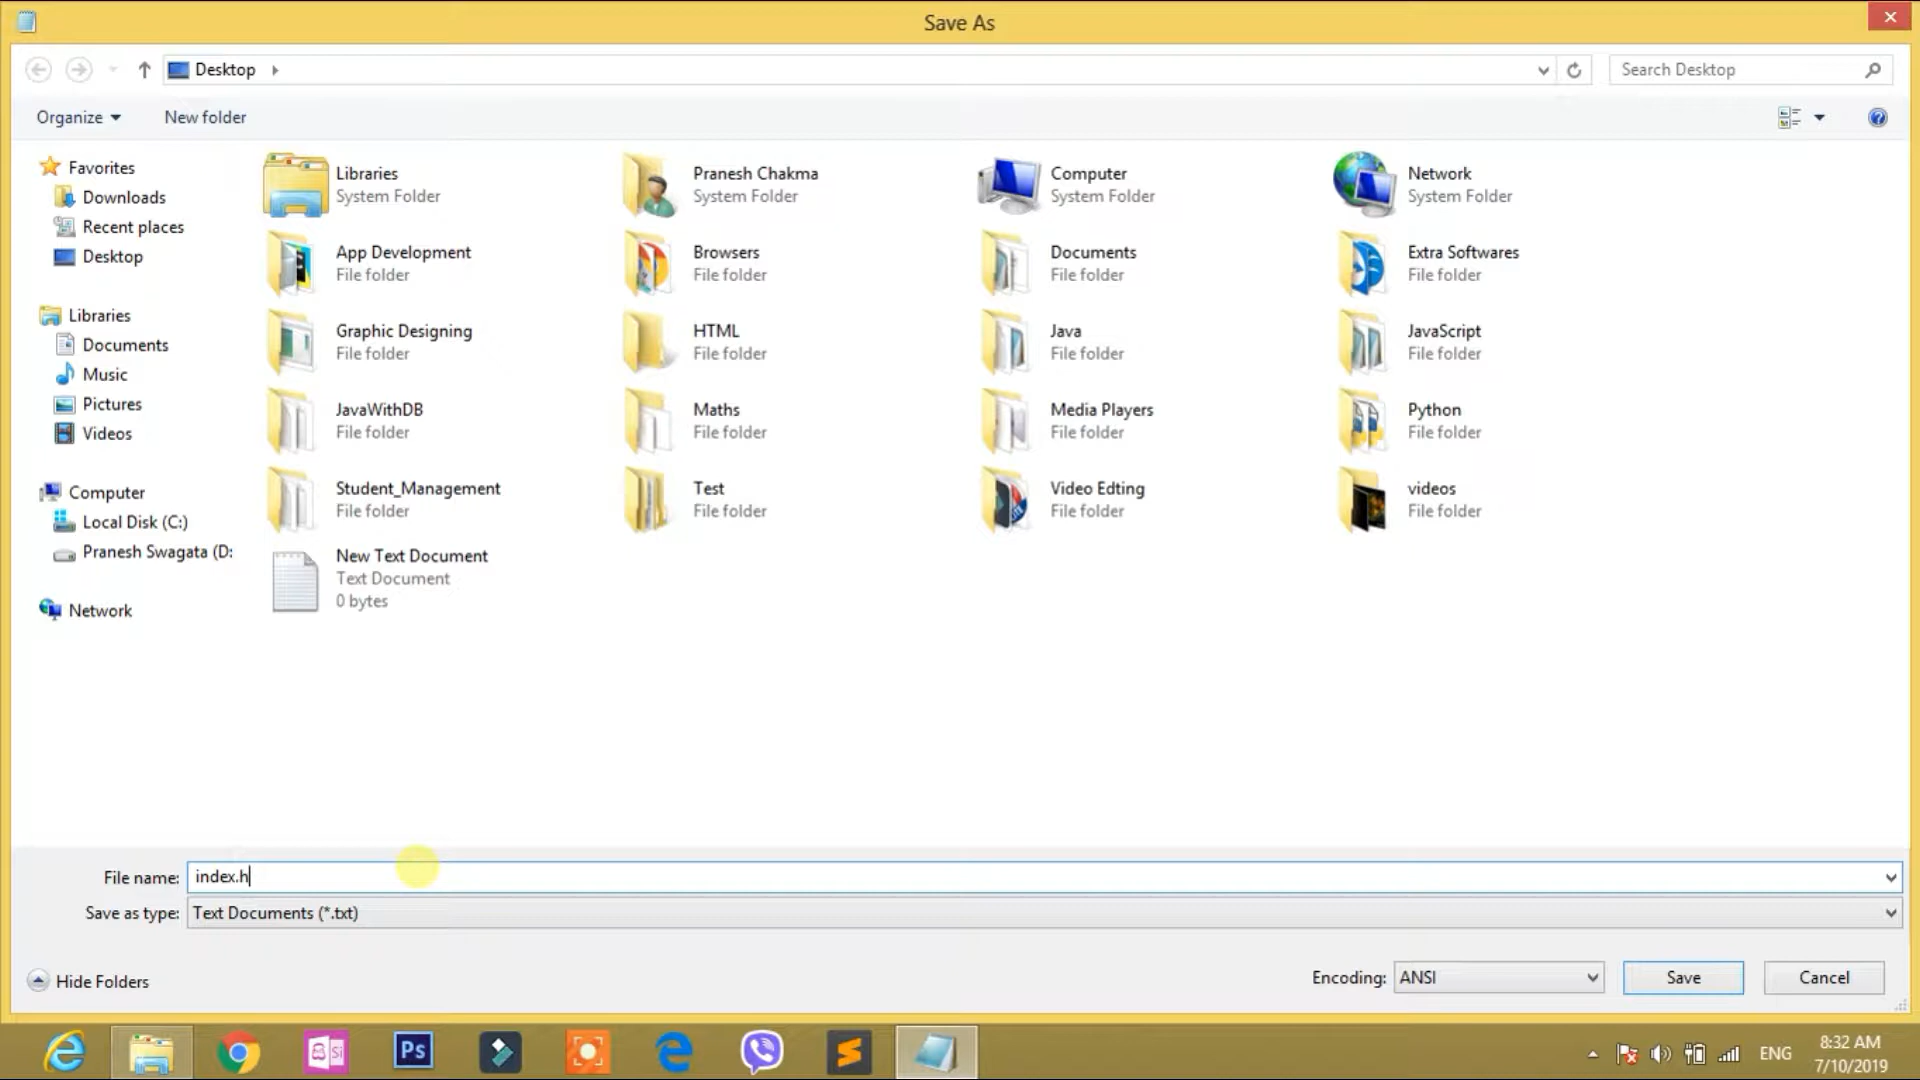 Save As
Desktop
Search Desktop
Organize
New folder
Favorites
Downloads
Recent places
Desktop
Libraries
Documents
Music
Pictures
Videos
Computer
Local Disk (C:)
Pranesh Swagata (D:
Network
Libraries
System Folder
Pranesh Chakma
System Folder
Computer
System Folder
Network
System Folder
App Development
File folder
Browsers
File folder
Documents
File folder
Extra Softwares
File folder
Graphic Designing
File folder
HTML
File folder
Java
File folder
JavaScript
File folder
JavaWithDB
File folder
Maths
File folder
Media Players
File folder
Python
File folder
Student_Management
File folder
Test
File folder
Video Edting
File folder
videos
File folder
New Text Document
Text Document
0 bytes
File name: index.h
Save as type: Text Documents (*.txt)
Hide Folders
Encoding: ANSI
Save
Cancel
Si
Ps
ENG
8:32 AM
7/10/2019